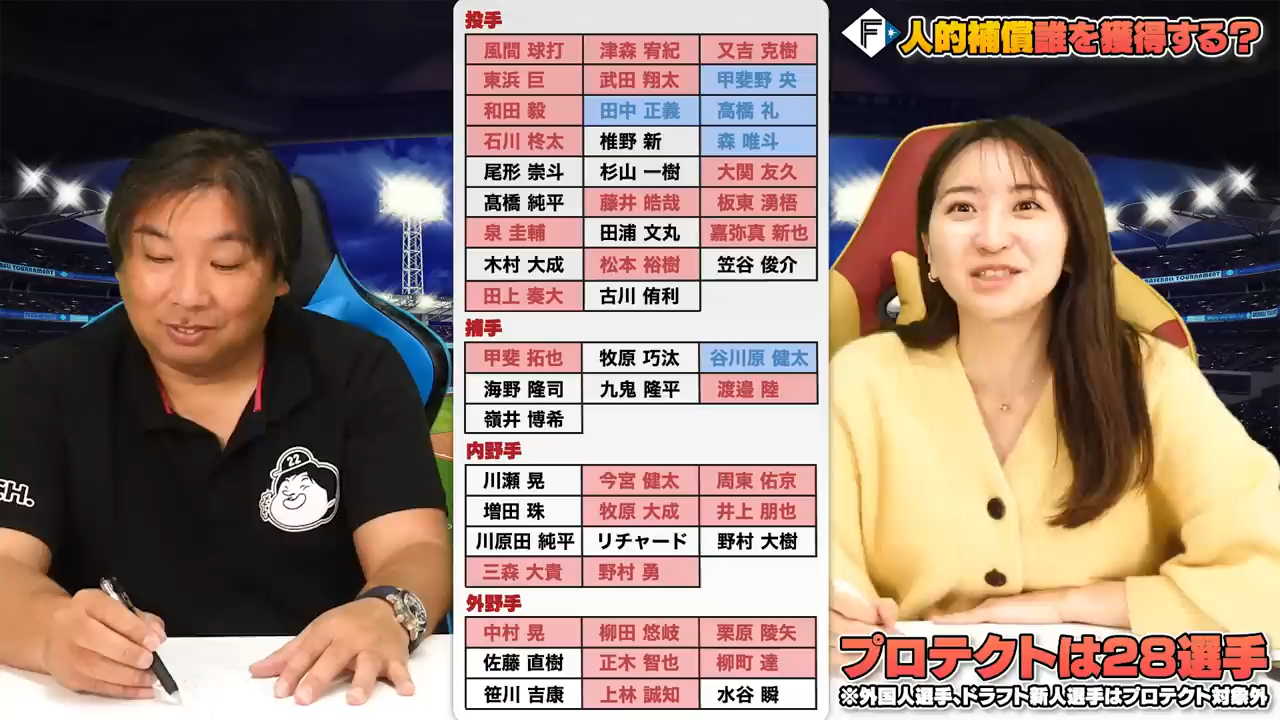 投手
風間 球打 津森 宥紀 又吉 克樹
東浜 巨 武田 翔太 甲斐野 央
和田 毅 田中 正義 高橋 礼
石川 柊太 椎野 新 森 唯斗
尾形 崇斗 杉山 一樹 大関 友久
髙橋 純平 藤井 皓哉 板東 湧梧
泉 圭輔 田浦 文丸 嘉弥真 新也
木村 大成 松本 裕樹 笠谷 俊介
田上 奏大 古川 侑利
捕手
甲斐 拓也 牧原 巧汰 谷川原 健太
海野 隆司 九鬼 隆平 渡邉 陸
嶺井 博希
内野手
川瀬 晃 今宮 健太 周東 佑京
増田 珠 牧原 大成 井上 朋也
川原田 純平 リチャード 野村 大樹
三森 大貴 野村 勇
外野手
中村 晃 柳田 悠岐 栗原 陵矢
佐藤 直樹 正木 智也 柳町 達
笹川 吉康 上林 誠知 水谷 瞬
F 人的補償誰を獲得する?
CH.
22
BALL TOURNAMENT
BASEBALL TOURNAMENT
プロテクトは28選手
※外国人選手、ドラフト新人選手はプロテクト対象外